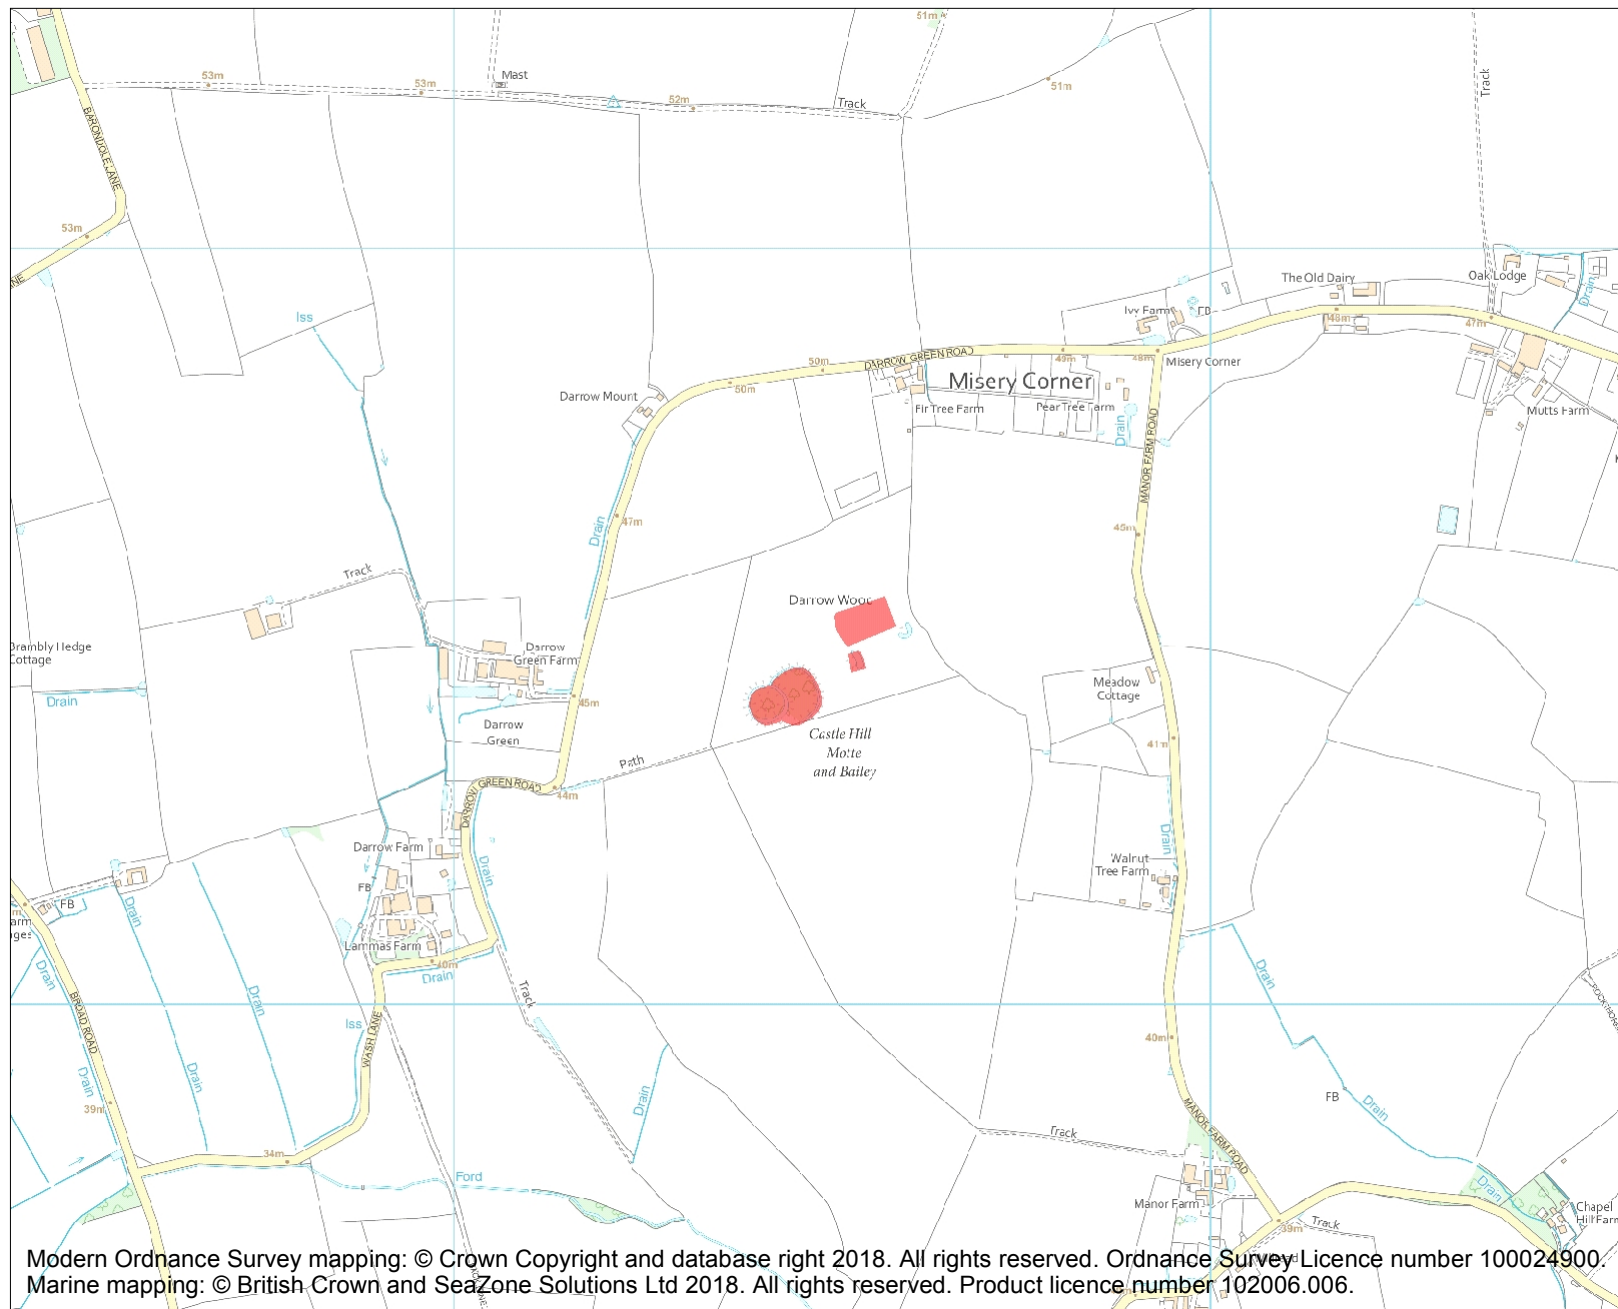 51m
53m
53m
Mast
52m
Track
51m
Track
BARONDOLE LANE
53m
Iss
The Old Dairy
Oak Lodge
Drain
Ivy Farm
FB
48m
47m
50m
DARROW GREEN ROAD
49m
48m
Misery Corner
50m
Misery Corner
Darrow Mount
Fir Tree Farm
Pear Tree Farm
Drain
MANOR FARM ROAD
Mutts Farm
47m
Drain
45m
Track
Darrow Wood
Brambly Hedge
Cottage
Darrow
Green Farm
Drain
45m
Meadow
Cottage
Darrow
Green
Castle Hill
Motte
and Bailey
41m
Path
DARROW GREEN ROAD
44m
Darrow Farm
Drain
Drain
Walnut
Tree Farm
FB
FB
Drain
Lammas Farm
40m
Drain
Drain
Drain
Drain
Track
BROAD ROAD
Iss
WASH LANE
40m
Drain
Drain
39m
Drain
FB
Drain
MANOR FARM ROAD
Track
34m
Ford
Drain
Manor Farm
Chapel
Hill Farm
39m
Track
Modern Ordnance Survey mapping: © Crown Copyright and database right 2018. All rights reserved. Ordnance Survey Licence number 100024900.
Marine mapping: © British Crown and SeaZone Solutions Ltd 2018. All rights reserved. Product licence number 102006.006.